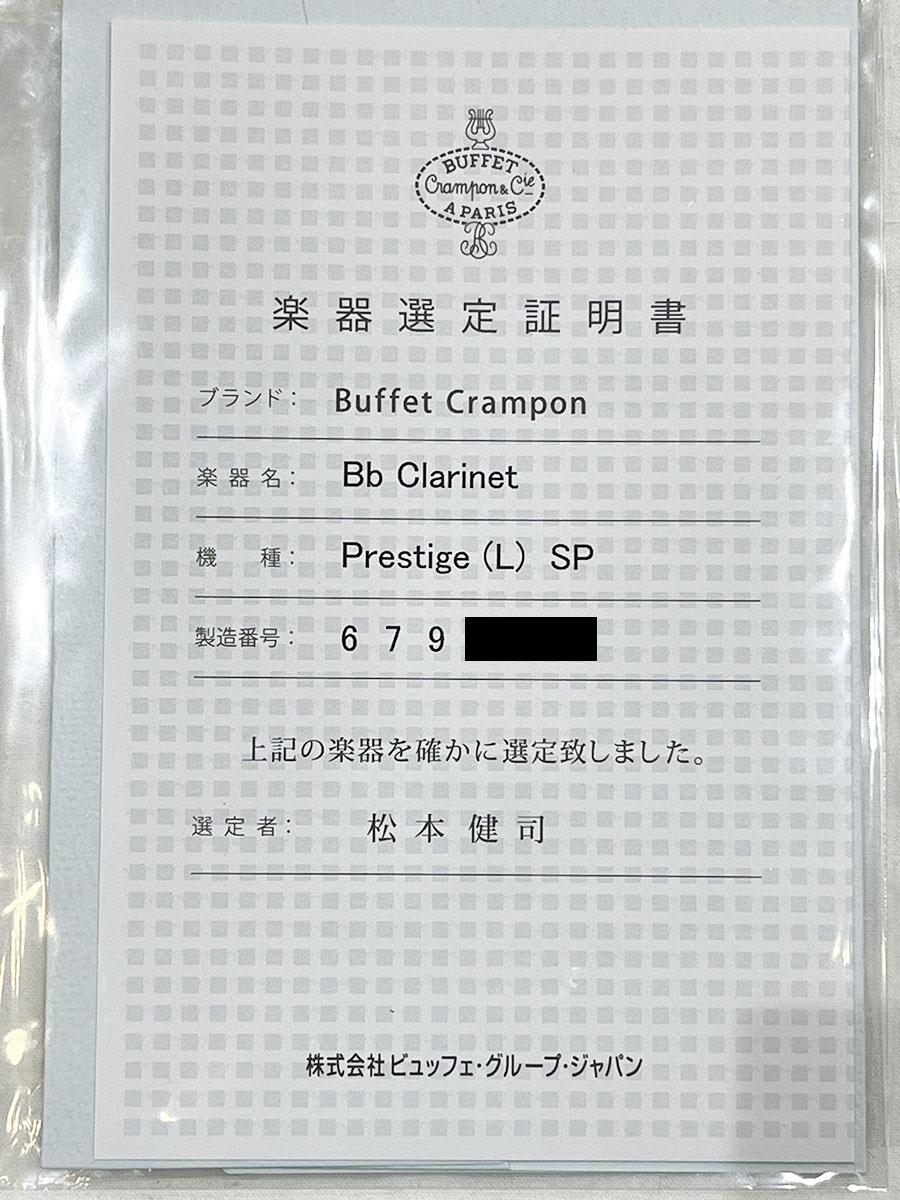 BUFFET
Crampon & Cie
A PARIS
楽器選定証明書
ブランド： Buffet Crampon
楽器名： Bb Clarinet
機　種： Prestige (L) SP
製造番号： 6 7 9
上記の楽器を確かに選定致しました。
選定者： 松本健司
株式会社ビュッフェ・グループ・ジャパン